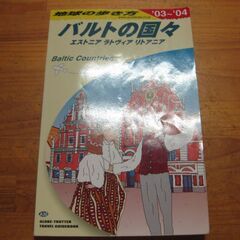 地球の歩き方
'03~'04
バルトの国々
エストニア ラトヴィア リトアニア
Baltic Countries
GLOBE-TROTTER
TRAVEL GUIDEBOOK